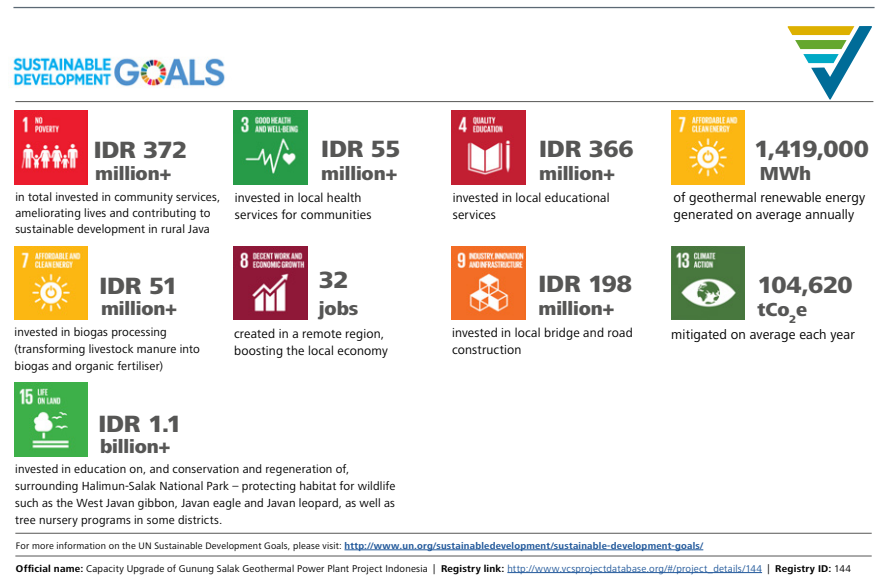 SUSTAINABLE
DEVELOPMENT GOALS
1 NO
POVERTY
IDR 372
million+
in total invested in community services,
ameliorating lives and contributing to
sustainable development in rural Java
3 GOOD HEALTH
AND WELL-BEING
IDR 55
million+
invested in local health
services for communities
4 QUALITY
EDUCATION
IDR 366
million+
invested in local educational
services
7 AFFORDABLE AND
CLEAN ENERGY
1,419,000
MWh
of geothermal renewable energy
generated on average annually
7 AFFORDABLE AND
CLEAN ENERGY
IDR 51
million+
invested in biogas processing
(transforming livestock manure into
biogas and organic fertiliser)
8 DECENT WORK AND
ECONOMIC GROWTH
32
jobs
created in a remote region,
boosting the local economy
9 INDUSTRY, INNOVATION
AND INFRASTRUCTURE
IDR 198
million+
invested in local bridge and road
construction
13 CLIMATE
ACTION
104,620
tCo2e
mitigated on average each year
15 LIFE
ON LAND
IDR 1.1
billion+
invested in education on, and conservation and regeneration of,
surrounding Halimun-Salak National Park – protecting habitat for wildlife
such as the West Javan gibbon, Javan eagle and Javan leopard, as well as
tree nursery programs in some districts.
For more information on the UN Sustainable Development Goals, please visit: http://www.un.org/sustainabledevelopment/sustainable-development-goals/
Official name: Capacity Upgrade of Gunung Salak Geothermal Power Plant Project Indonesia | Registry link: http://www.vcsprojectdatabase.org/#/project_details/144 | Registry ID: 144